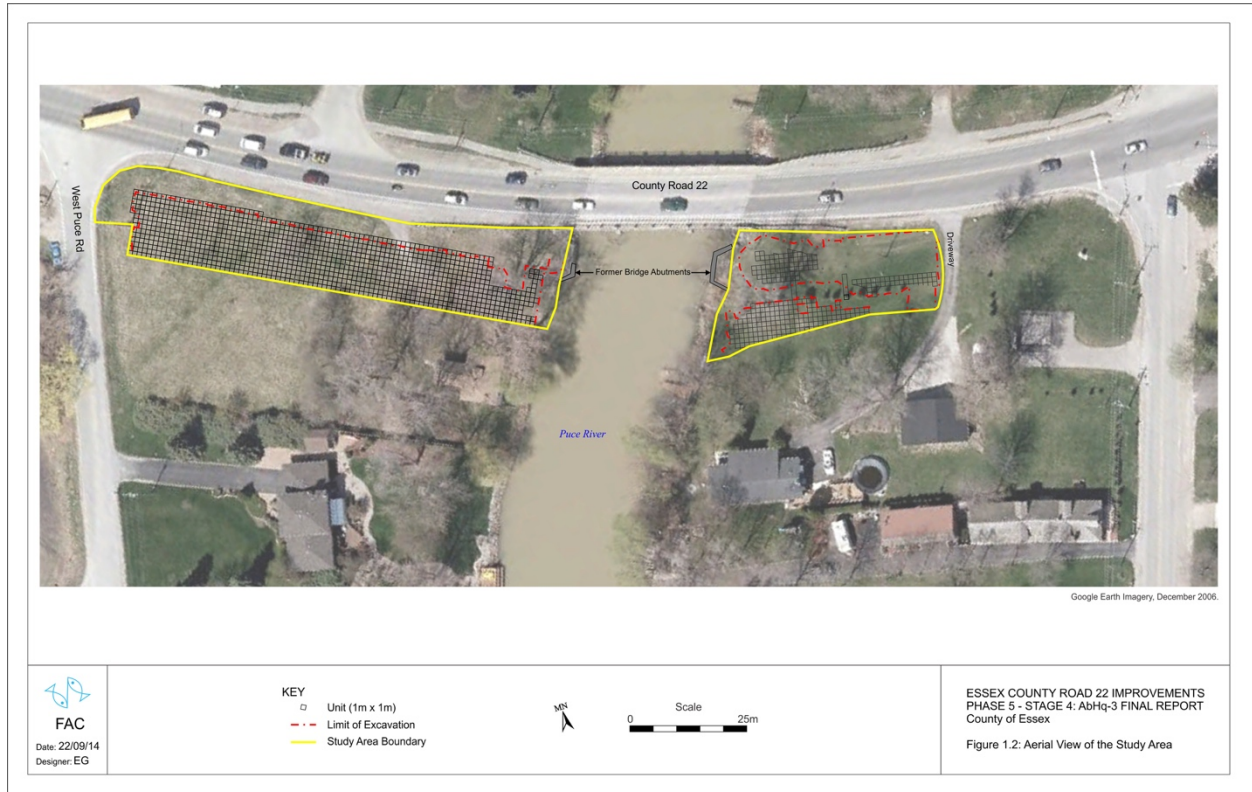 County Road 22
West Puce Rd
Driveway
Former Bridge Abutments
Puce River
Google Earth Imagery, December 2006.
FAC
Date: 22/09/14
Designer: EG
KEY
Unit (1m x 1m)
Limit of Excavation
Study Area Boundary
MN
Scale
0 25m
ESSEX COUNTY ROAD 22 IMPROVEMENTS
PHASE 5 - STAGE 4: AbHq-3 FINAL REPORT
County of Essex
Figure 1.2: Aerial View of the Study Area